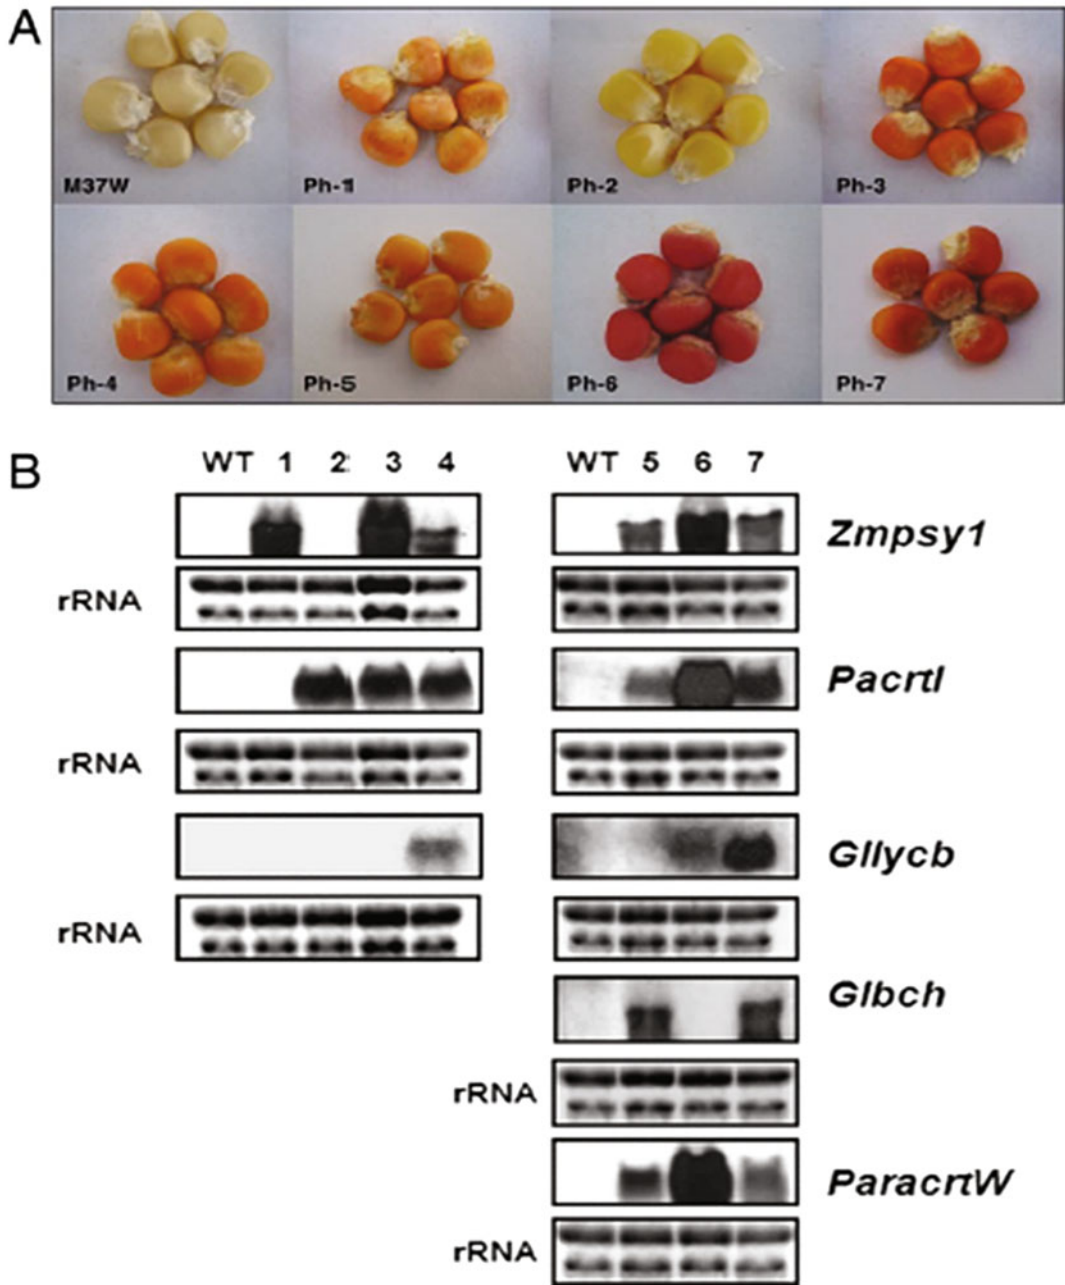 A
M37W Ph-1 Ph-2 Ph-3
Ph-4 Ph-5 Ph-6 Ph-7
B
WT 1 2 3 4 WT 5 6 7
Zmpsy1
rRNA
PacrtI
rRNA
Gllycb
rRNA
Glbch
rRNA
ParacrtW
rRNA